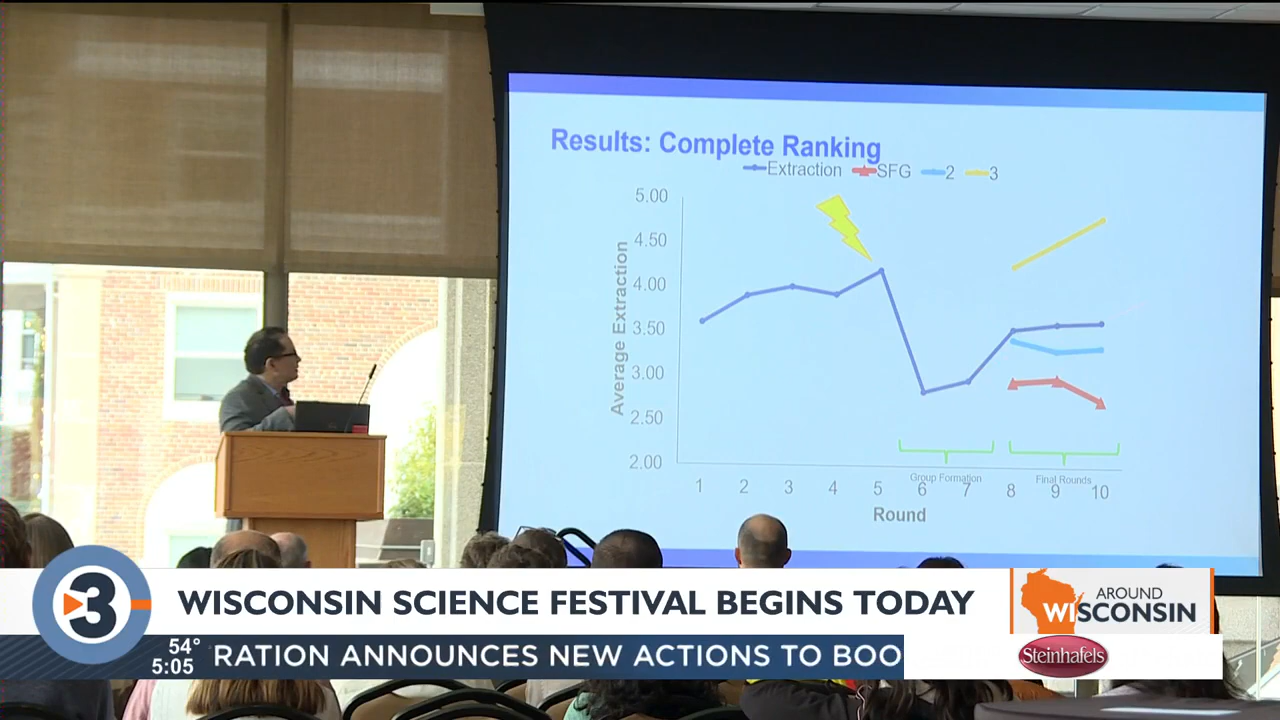 Results: Complete Ranking
Extraction SFG 2 3
5.00
4.50
4.00
3.50
3.00
2.50
2.00
Average Extraction
Group Formation Final Rounds
1 2 3 4 5 6 7 8 9 10
Round
3
WISCONSIN SCIENCE FESTIVAL BEGINS TODAY
AROUND
WISCONSIN
54°
5:05
RATION ANNOUNCES NEW ACTIONS TO BOO
Steinhafels